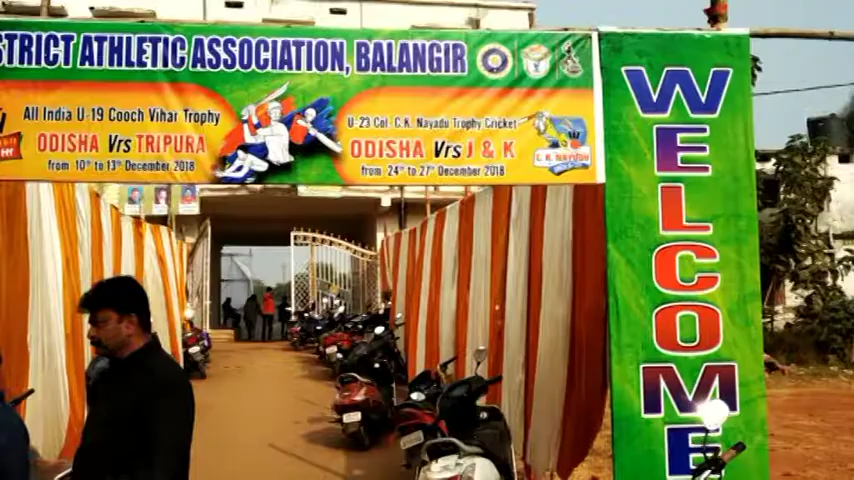 STRICT ATHLETIC ASSOCIATION, BALANGIR
All India U-19 Cooch Vihar Trophy
ODISHA Vrs TRIPURA
from 10th to 13th December 2018
U-23 Col. C.K. Nayadu Trophy Cricket
ODISHA Vrs J & K
from 24th to 27th December 2018
C.K. NAYUDU
WELCOME